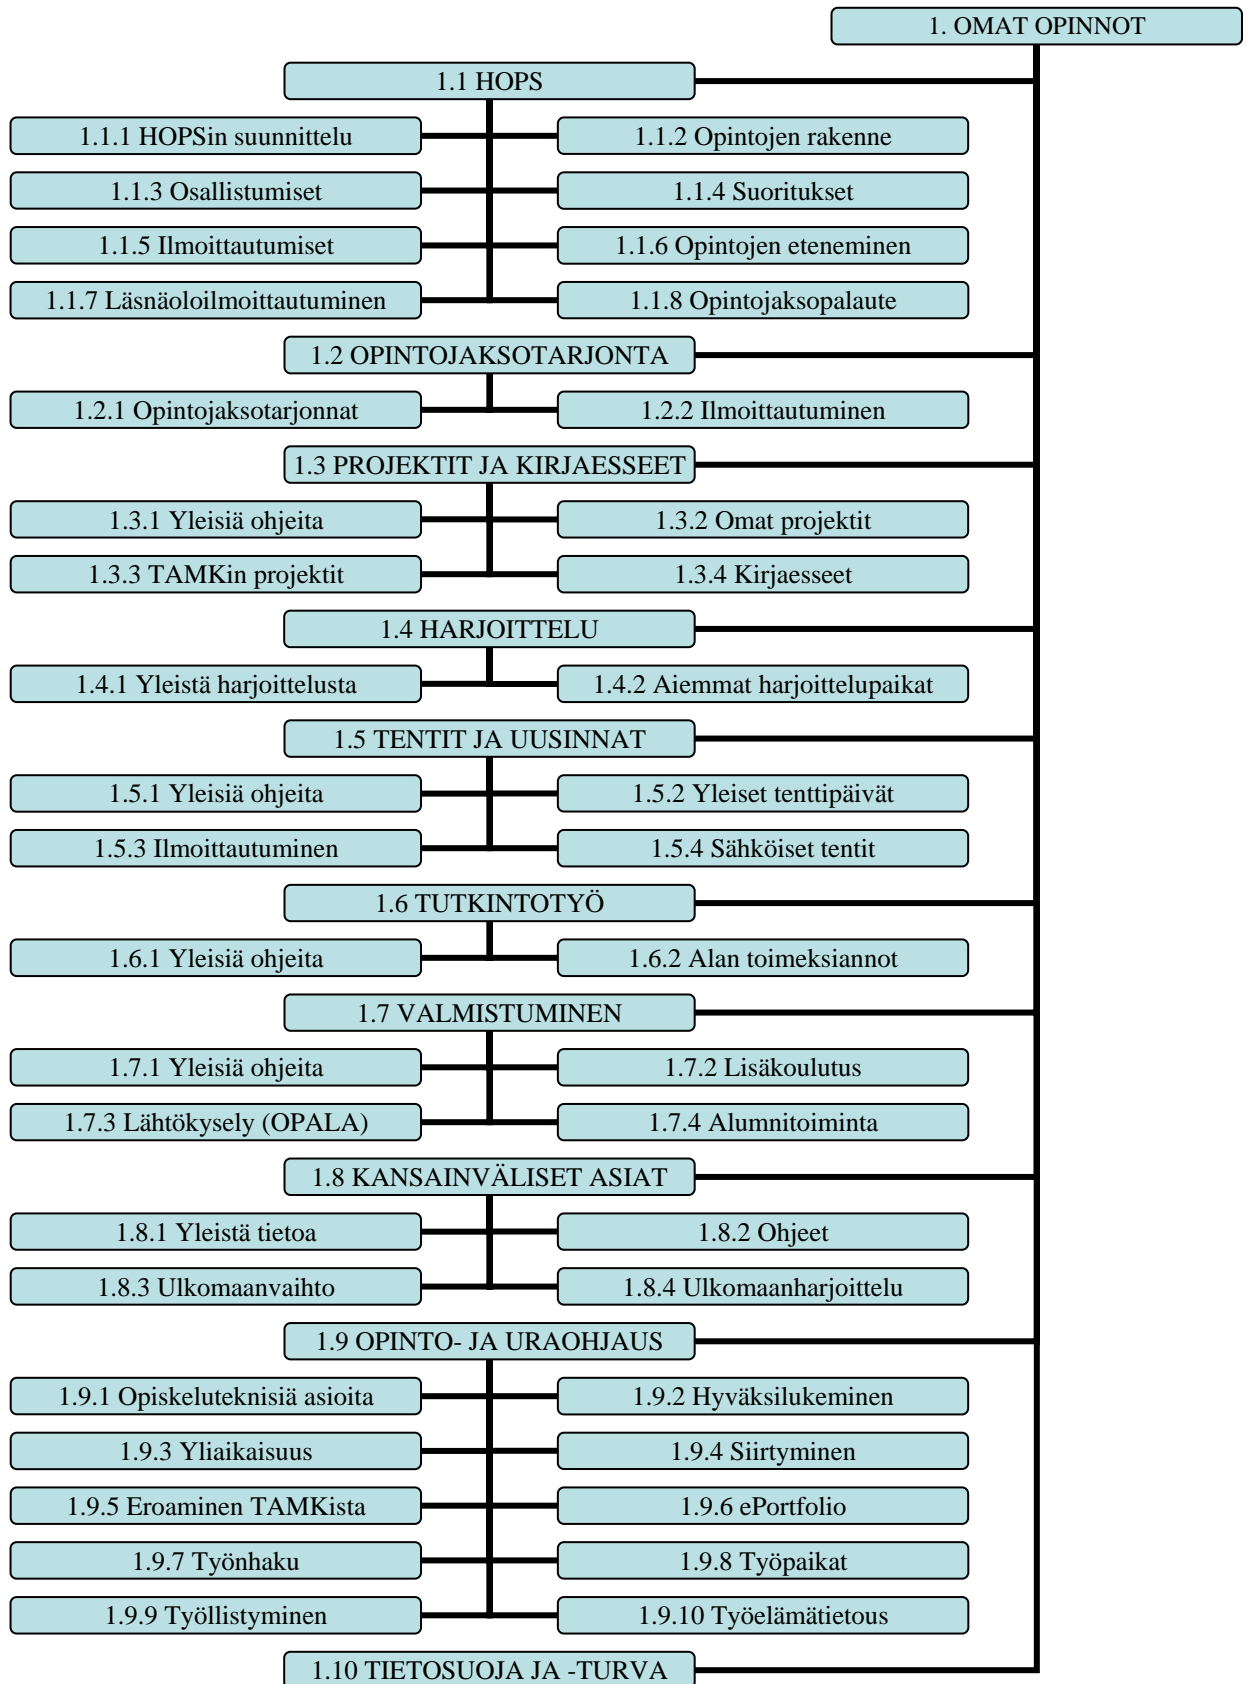 1. OMAT OPINNOT
1.1 HOPS
1.1.1 HOPSin suunnittelu
1.1.2 Opintojen rakenne
1.1.3 Osallistumiset
1.1.4 Suoritukset
1.1.5 Ilmoittautumiset
1.1.6 Opintojen eteneminen
1.1.7 Läsnäoloilmoittautuminen
1.1.8 Opintojaksopalaute
1.2 OPINTOJAKSOTARJONTA
1.2.1 Opintojaksotarjonnat
1.2.2 Ilmoittautuminen
1.3 PROJEKTIT JA KIRJAESSEET
1.3.1 Yleisiä ohjeita
1.3.2 Omat projektit
1.3.3 TAMKin projektit
1.3.4 Kirjaesseet
1.4 HARJOITTELU
1.4.1 Yleistä harjoittelusta
1.4.2 Aiemmat harjoittelupaikat
1.5 TENTIT JA UUSINNAT
1.5.1 Yleisiä ohjeita
1.5.2 Yleiset tenttipäivät
1.5.3 Ilmoittautuminen
1.5.4 Sähköiset tentit
1.6 TUTKINTOTYÖ
1.6.1 Yleisiä ohjeita
1.6.2 Alan toimeksiannot
1.7 VALMISTUMINEN
1.7.1 Yleisiä ohjeita
1.7.2 Lisäkoulutus
1.7.3 Lähtökysely (OPALA)
1.7.4 Alumnitoiminta
1.8 KANSAINVÄLISET ASIAT
1.8.1 Yleistä tietoa
1.8.2 Ohjeet
1.8.3 Ulkomaanvaihto
1.8.4 Ulkomaanharjoittelu
1.9 OPINTO- JA URAOHJAUS
1.9.1 Opiskeluteknisiä asioita
1.9.2 Hyväksilukeminen
1.9.3 Yliaikaisuus
1.9.4 Siirtyminen
1.9.5 Eroaminen TAMKista
1.9.6 ePortfolio
1.9.7 Työnhaku
1.9.8 Työpaikat
1.9.9 Työllistyminen
1.9.10 Työelämätietous
1.10 TIETOSUOJA JA -TURVA